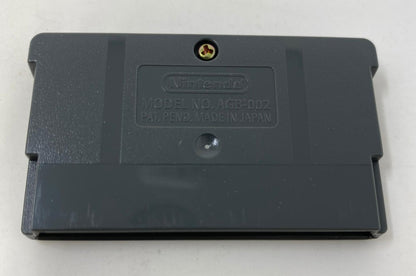 Nintendo
MODEL NO. AGB-002
PAT. PEND. MADE IN JAPAN